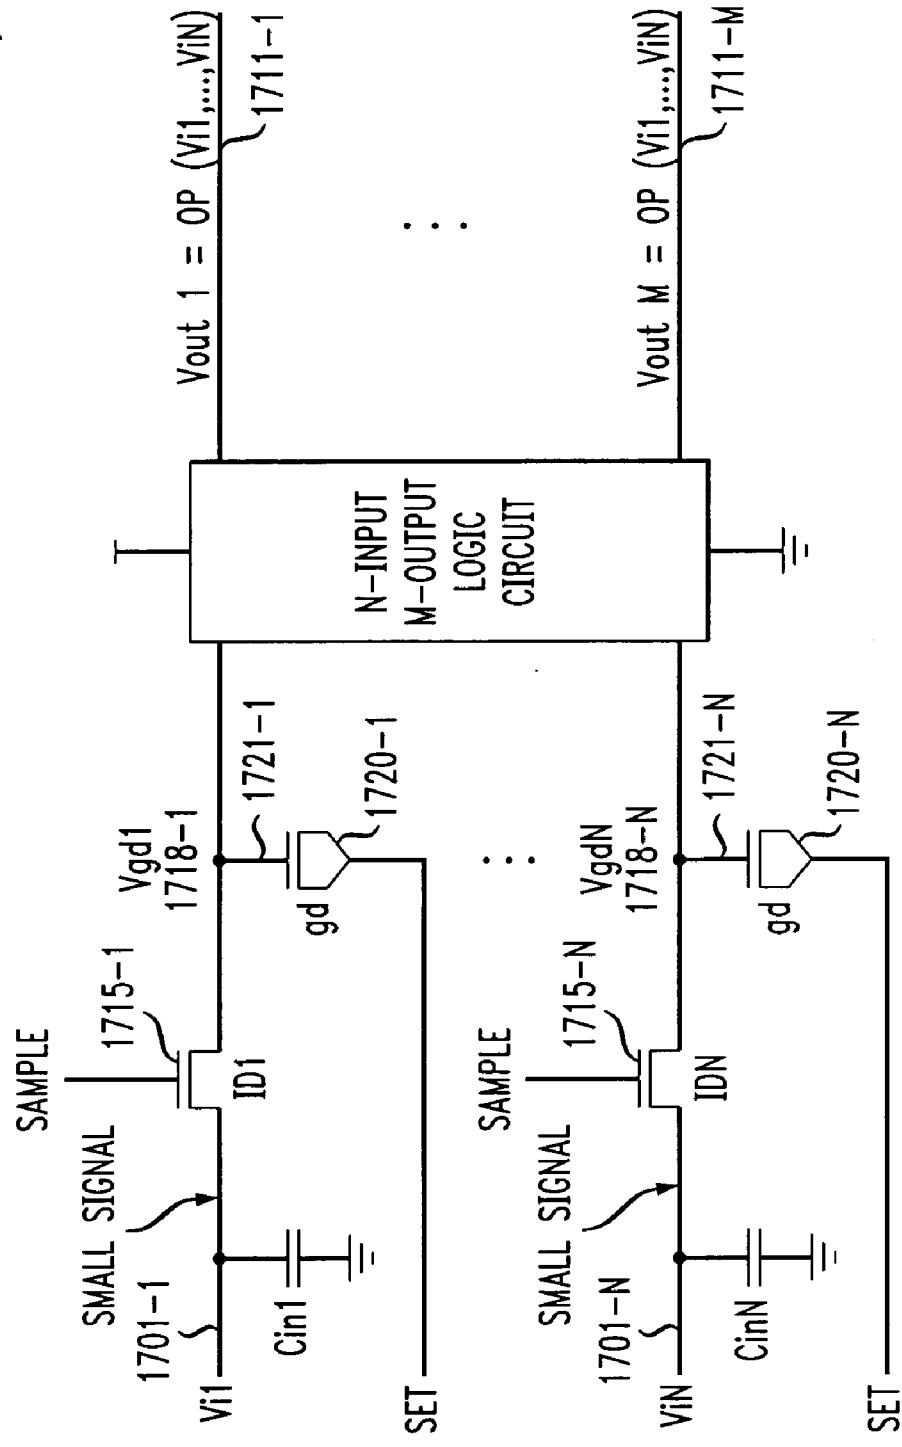 Vi1
1701-1
SMALL SIGNAL
Cin1
SAMPLE
1715-1
ID1
Vgd1
1718-1
1721-1
1720-1
gd
SET
Vout 1 = OP (Vi1,...,ViN)
1711-1
N-INPUT
M-OUTPUT
LOGIC
CIRCUIT
...
...
ViN
1701-N
SMALL SIGNAL
CinN
SAMPLE
1715-N
IDN
VgdN
1718-N
1721-N
1720-N
gd
SET
Vout M = OP (Vi1,...,ViN)
1711-M